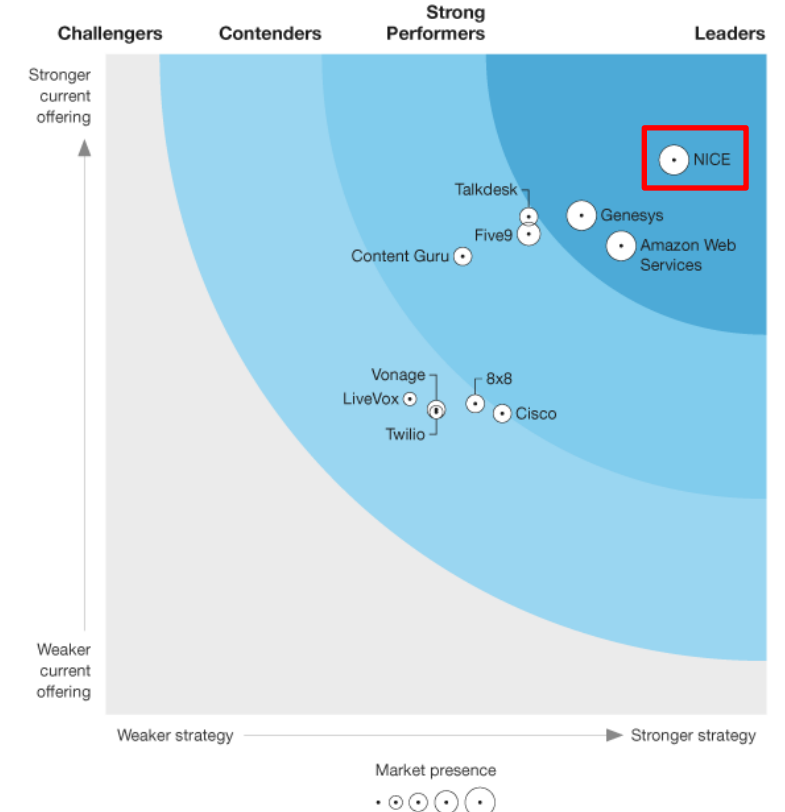 Challengers
Contenders
Strong
Performers
Leaders
Stronger
current
offering
NICE
Talkdesk
Genesys
Five9
Amazon Web
Services
Content Guru
Vonage
8x8
LiveVox
Cisco
Twilio
Weaker
current
offering
Weaker strategy
Stronger strategy
Market presence